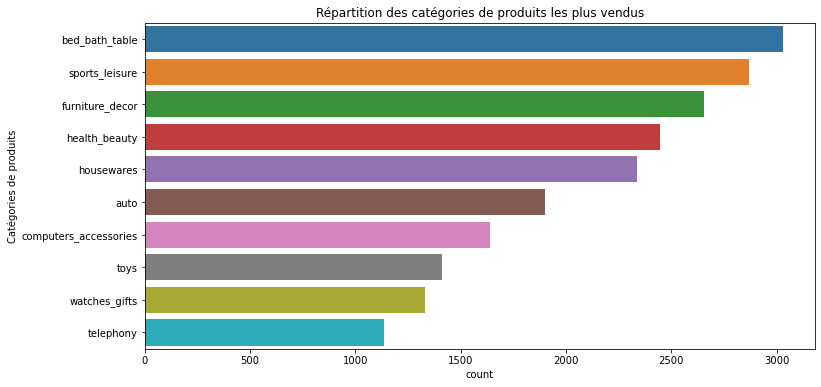 Répartition des catégories de produits les plus vendus
Catégories de produits
bed_bath_table
sports_leisure
furniture_decor
health_beauty
housewares
auto
computers_accessories
toys
watches_gifts
telephony
0 500 1000 1500 2000 2500 3000
count